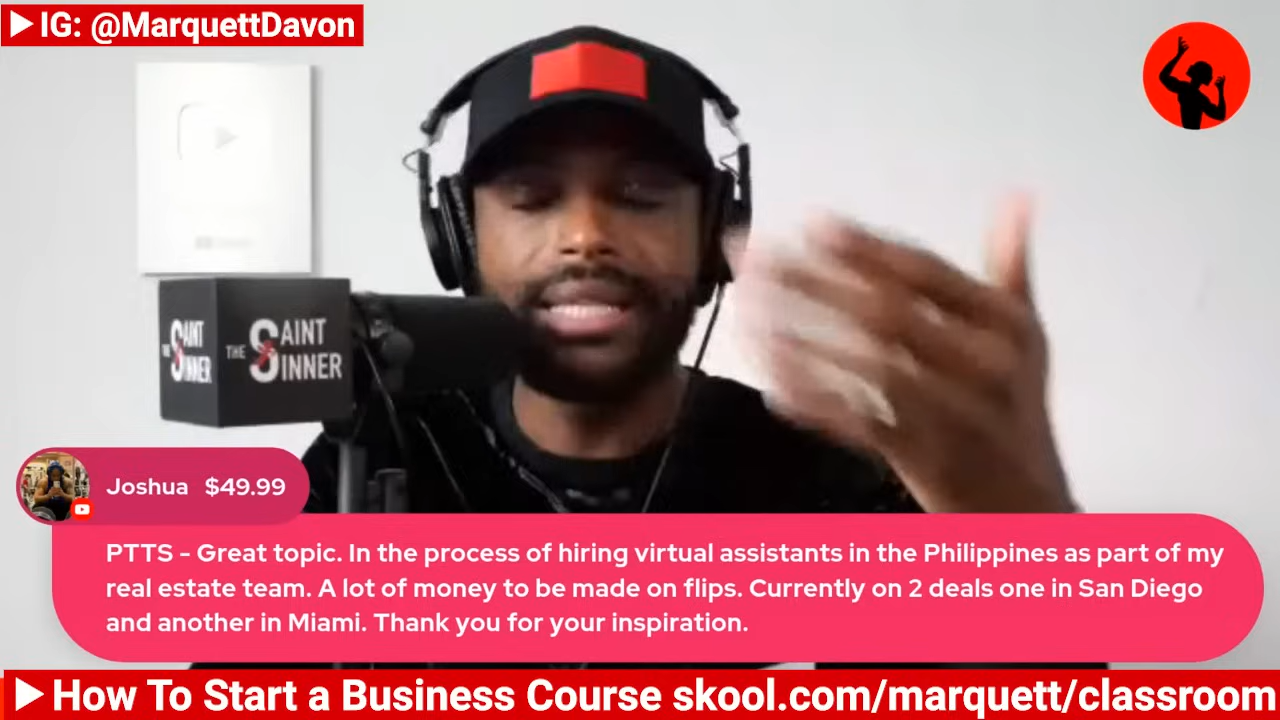 ▶ IG: @MarquettDavon
THE SAINT SINNER
THE SAINT SINNER
Joshua $49.99
PTTS - Great topic. In the process of hiring virtual assistants in the Philippines as part of my
real estate team. A lot of money to be made on flips. Currently on 2 deals one in San Diego
and another in Miami. Thank you for your inspiration.
▶ How To Start a Business Course skool.com/marquett/classroom